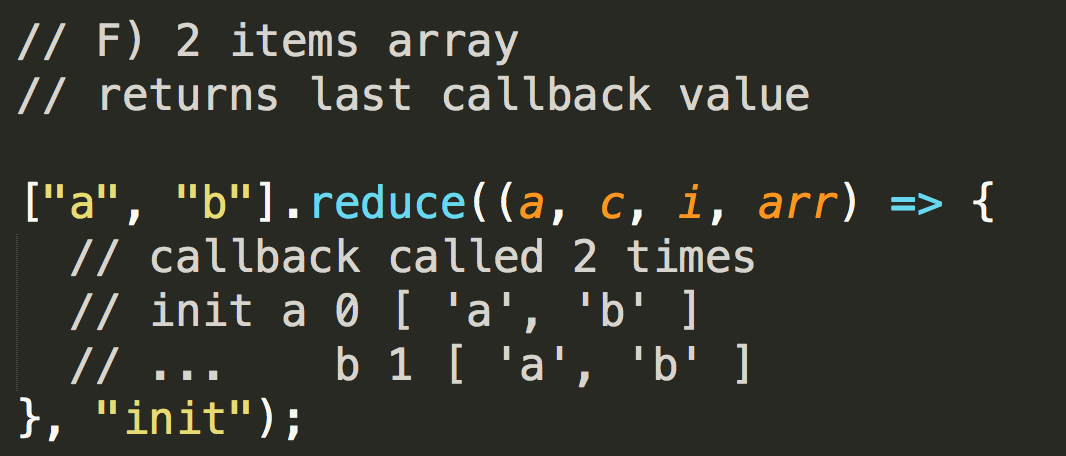 // F) 2 items array
// returns last callback value
["a", "b"].reduce((a, c, i, arr) => {
  // callback called 2 times
  // init a 0 [ 'a', 'b' ]
  // ...    b 1 [ 'a', 'b' ]
}, "init");